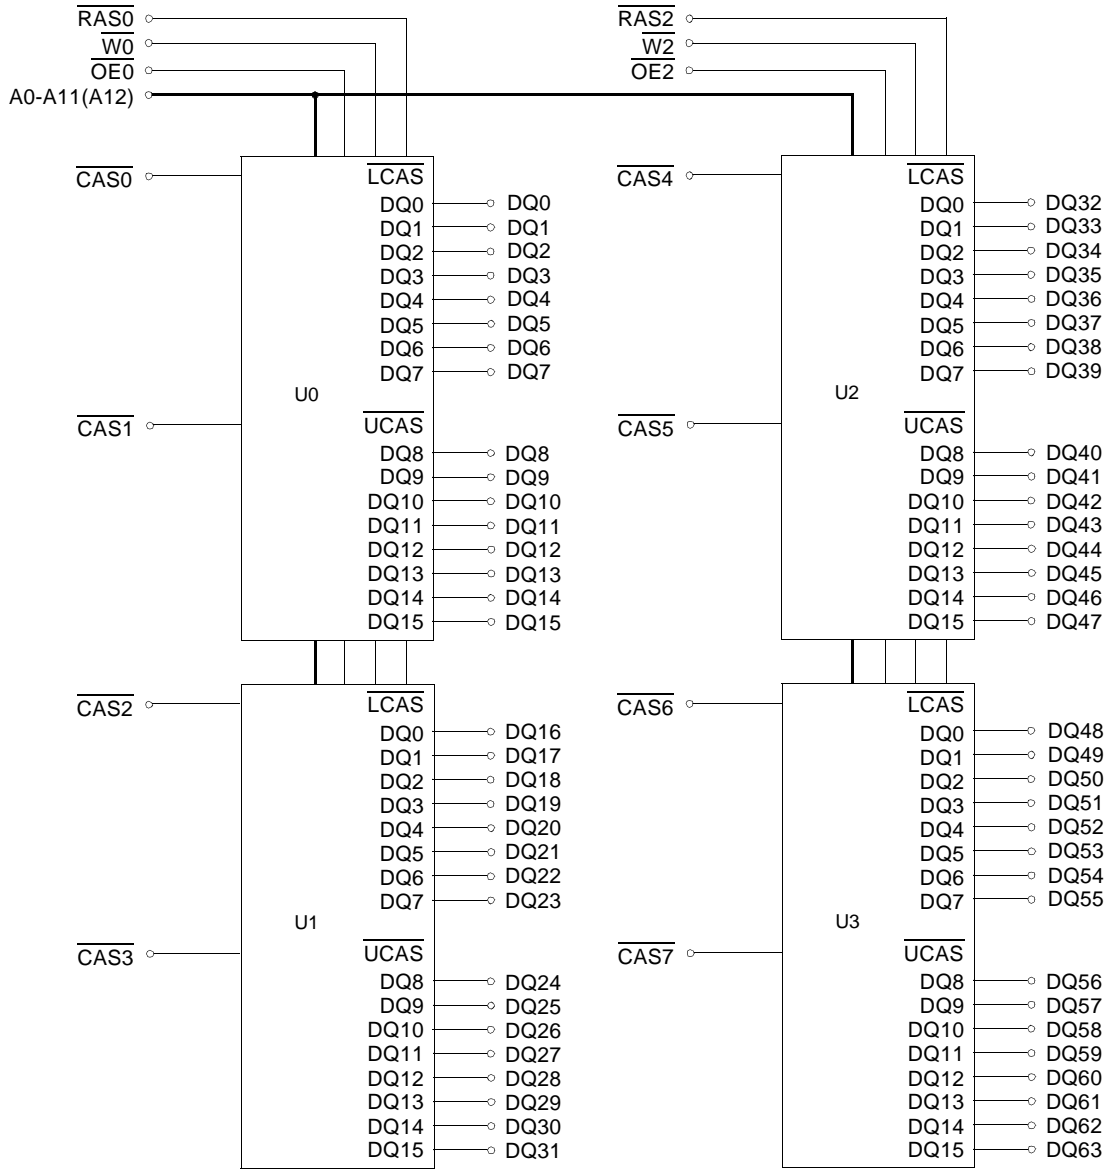 RAS0
W0
OE0
A0-A11(A12)
RAS2
W2
OE2
CAS0
LCAS
DQ0 DQ0
DQ1 DQ1
DQ2 DQ2
DQ3 DQ3
DQ4 DQ4
DQ5 DQ5
DQ6 DQ6
DQ7 DQ7
U0
CAS1
UCAS
DQ8 DQ8
DQ9 DQ9
DQ10 DQ10
DQ11 DQ11
DQ12 DQ12
DQ13 DQ13
DQ14 DQ14
DQ15 DQ15
CAS2
LCAS
DQ0 DQ16
DQ1 DQ17
DQ2 DQ18
DQ3 DQ19
DQ4 DQ20
DQ5 DQ21
DQ6 DQ22
DQ7 DQ23
U1
CAS3
UCAS
DQ8 DQ24
DQ9 DQ25
DQ10 DQ26
DQ11 DQ27
DQ12 DQ28
DQ13 DQ29
DQ14 DQ30
DQ15 DQ31
CAS4
LCAS
DQ0 DQ32
DQ1 DQ33
DQ2 DQ34
DQ3 DQ35
DQ4 DQ36
DQ5 DQ37
DQ6 DQ38
DQ7 DQ39
U2
CAS5
UCAS
DQ8 DQ40
DQ9 DQ41
DQ10 DQ42
DQ11 DQ43
DQ12 DQ44
DQ13 DQ45
DQ14 DQ46
DQ15 DQ47
CAS6
LCAS
DQ0 DQ48
DQ1 DQ49
DQ2 DQ50
DQ3 DQ51
DQ4 DQ52
DQ5 DQ53
DQ6 DQ54
DQ7 DQ55
U3
CAS7
UCAS
DQ8 DQ56
DQ9 DQ57
DQ10 DQ58
DQ11 DQ59
DQ12 DQ60
DQ13 DQ61
DQ14 DQ62
DQ15 DQ63